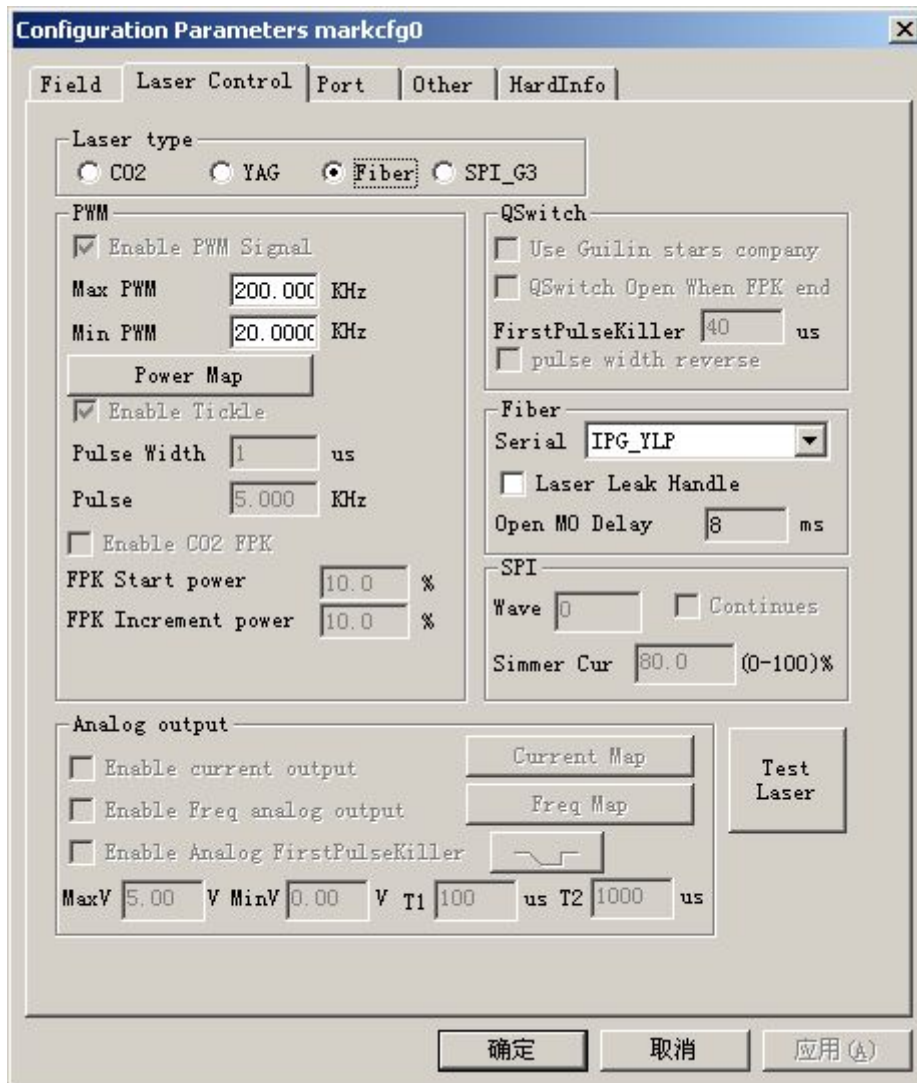 Configuration Parameters markcfg0
Field Laser Control Port Other HardInfo
Laser type
CO2 YAG Fiber SPI_G3
PWM
Enable PWM Signal
Max PWM 200.000 KHz
Min PWM 20.0000 KHz
Power Map
Enable Tickle
Pulse Width 1 us
Pulse 5.000 KHz
Enable CO2 FPK
FPK Start power 10.0 %
FPK Increment power 10.0 %
QSwitch
Use Guilin stars company
QSwitch Open When FPK end
FirstPulseKiller 40 us
pulse width reverse
Fiber
Serial IPG_YLP
Laser Leak Handle
Open MO Delay 8 ms
SPI
Wave 0 Continues
Simmer Cur 80.0 (0-100)%
Analog output
Enable current output Current Map
Enable Freq analog output Freq Map
Enable Analog FirstPulseKiller
MaxV 5.00 V MinV 0.00 V T1 100 us T2 1000 us
Test
Laser
确定 取消 应用(A)